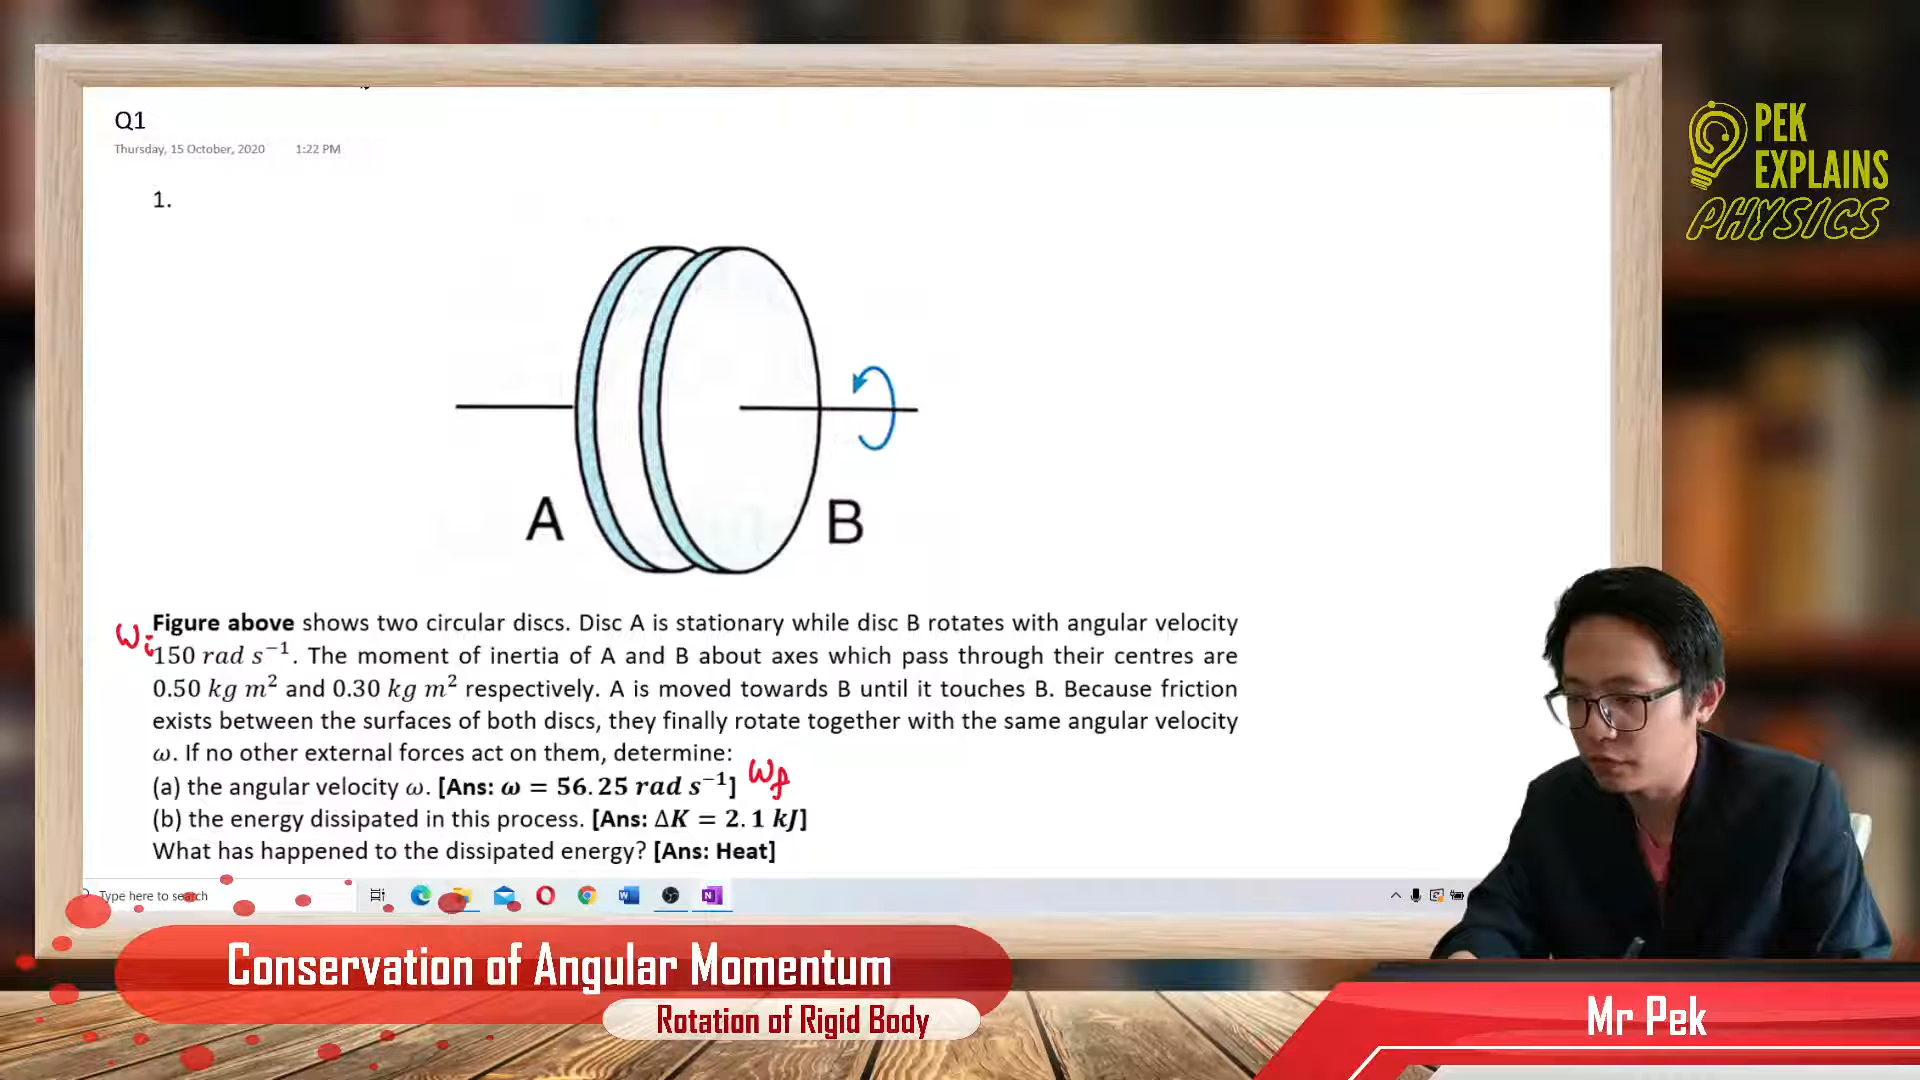 Q1
Thursday, 15 October, 2020 1:22 PM
1.
A
B
ωi
Figure above shows two circular discs. Disc A is stationary while disc B rotates with angular velocity
150 rad s⁻¹. The moment of inertia of A and B about axes which pass through their centres are
0.50 kg m² and 0.30 kg m² respectively. A is moved towards B until it touches B. Because friction
exists between the surfaces of both discs, they finally rotate together with the same angular velocity
ω. If no other external forces act on them, determine:
(a) the angular velocity ω. [Ans: ω = 56.25 rad s⁻¹] ωf
(b) the energy dissipated in this process. [Ans: ΔK = 2.1 kJ]
What has happened to the dissipated energy? [Ans: Heat]
Type here to search
PEK
EXPLAINS
PHYSICS
Conservation of Angular Momentum
Rotation of Rigid Body
Mr Pek